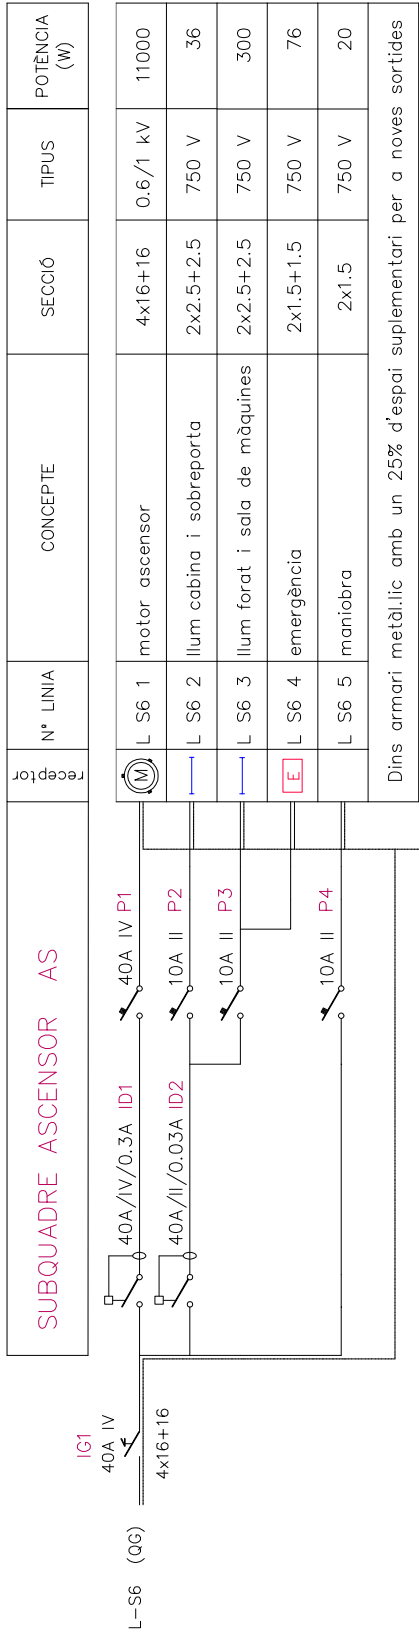 SUBQUADRE ASCENSOR AS
receptor
Nº LINIA
CONCEPTE
SECCIÓ
TIPUS
POTÈNCIA
(W)
L-S6 (QG)
IG1
40A IV
4x16+16
40A/IV/0.3A ID1
40A IV P1
M
L S6 1
motor ascensor
4x16+16
0.6/1 kV
11000
40A/II/0.03A ID2
10A II P2
L S6 2
llum cabina i sobreporta
2x2.5+2.5
750 V
36
10A II P3
L S6 3
llum forat i sala de màquines
2x2.5+2.5
750 V
300
E
L S6 4
emergència
2x1.5+1.5
750 V
76
10A II P4
L S6 5
maniobra
2x1.5
750 V
20
Dins armari metàl.lic amb un 25% d'espai suplementari per a noves sortides